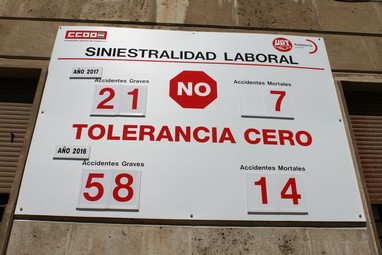 CCOO
UGT
Andalucía
SINIESTRALIDAD LABORAL
AÑO 2017
Accidentes Graves
21
NO
Accidentes Mortales
7
TOLERANCIA CERO
AÑO 2016
Accidentes Graves
58
Accidentes Mortales
14